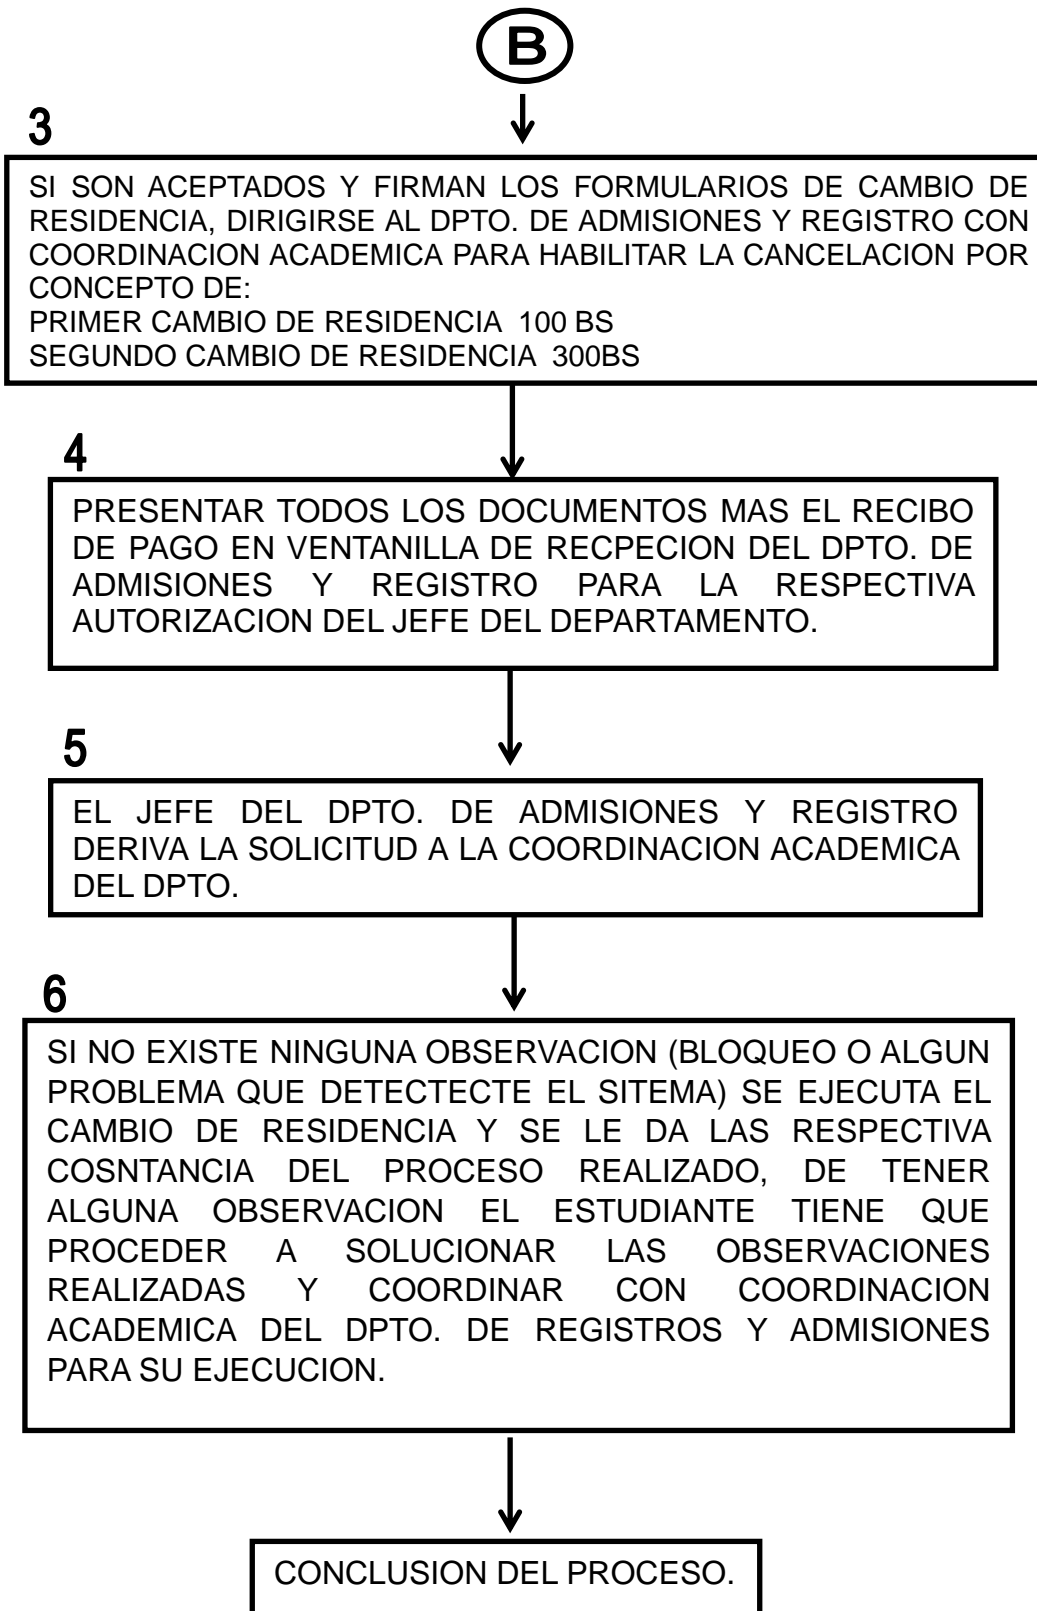 B
3
SI SON ACEPTADOS Y FIRMAN LOS FORMULARIOS DE CAMBIO DE
RESIDENCIA, DIRIGIRSE AL DPTO. DE ADMISIONES Y REGISTRO CON
COORDINACION ACADEMICA PARA HABILITAR LA CANCELACION POR
CONCEPTO DE:
PRIMER CAMBIO DE RESIDENCIA 100 BS
SEGUNDO CAMBIO DE RESIDENCIA 300BS
4
PRESENTAR TODOS LOS DOCUMENTOS MAS EL RECIBO
DE PAGO EN VENTANILLA DE RECPECION DEL DPTO. DE
ADMISIONES Y REGISTRO PARA LA RESPECTIVA
AUTORIZACION DEL JEFE DEL DEPARTAMENTO.
5
EL JEFE DEL DPTO. DE ADMISIONES Y REGISTRO
DERIVA LA SOLICITUD A LA COORDINACION ACADEMICA
DEL DPTO.
6
SI NO EXISTE NINGUNA OBSERVACION (BLOQUEO O ALGUN
PROBLEMA QUE DETECTECTE EL SITEMA) SE EJECUTA EL
CAMBIO DE RESIDENCIA Y SE LE DA LAS RESPECTIVA
COSNTANCIA DEL PROCESO REALIZADO, DE TENER
ALGUNA OBSERVACION EL ESTUDIANTE TIENE QUE
PROCEDER A SOLUCIONAR LAS OBSERVACIONES
REALIZADAS Y COORDINAR CON COORDINACION
ACADEMICA DEL DPTO. DE REGISTROS Y ADMISIONES
PARA SU EJECUCION.
CONCLUSION DEL PROCESO.